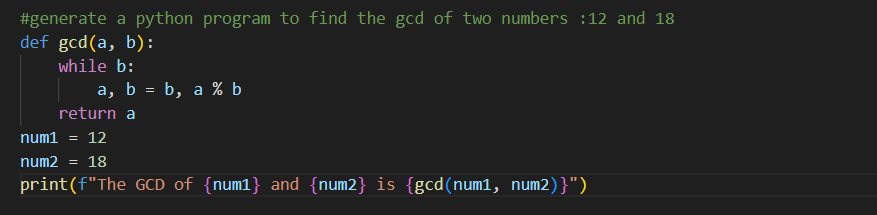 #generate a python program to find the gcd of two numbers :12 and 18
def gcd(a, b):
    while b:
        a, b = b, a % b
    return a
num1 = 12
num2 = 18
print(f"The GCD of {num1} and {num2} is {gcd(num1, num2)}")